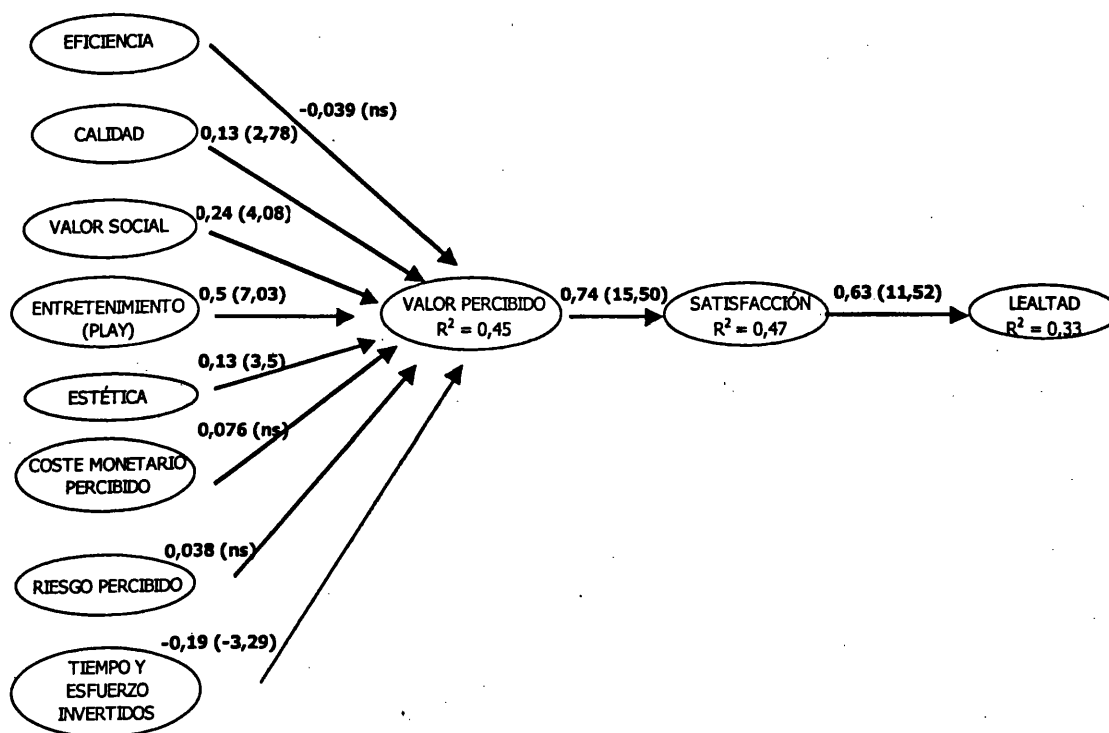 EFICIENCIA
-0,039 (ns)
CALIDAD
0,13 (2,78)
VALOR SOCIAL
0,24 (4,08)
ENTRETENIMIENTO
(PLAY)
0,5 (7,03)
VALOR PERCIBIDO
R² = 0,45
0,74 (15,50)
SATISFACCIÓN
R² = 0,47
0,63 (11,52)
LEALTAD
R² = 0,33
0,13 (3,5)
ESTÉTICA
0,076 (ns)
COSTE MONETARIO
PERCIBIDO
0,038 (ns)
RIESGO PERCIBIDO
-0,19 (-3,29)
TIEMPO Y
ESFUERZO
INVERTIDOS